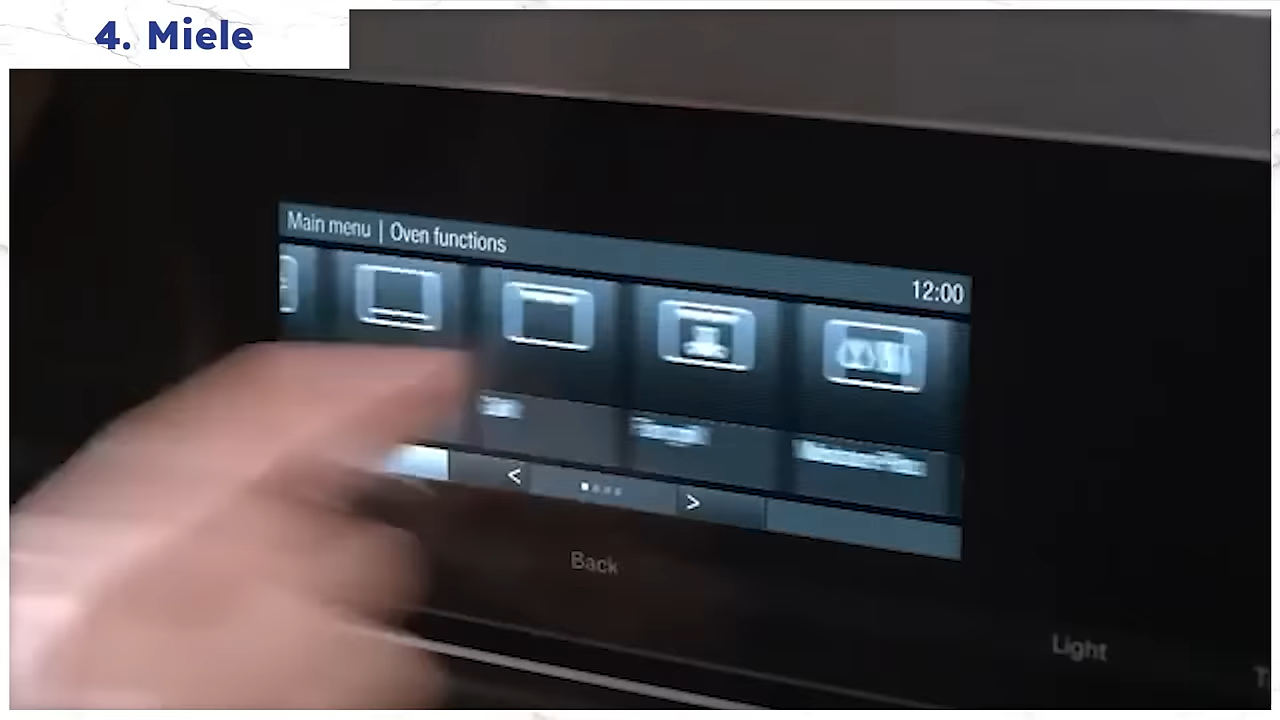 4. Miele
Main menu | Oven functions
12:00
<
>
Back
Light